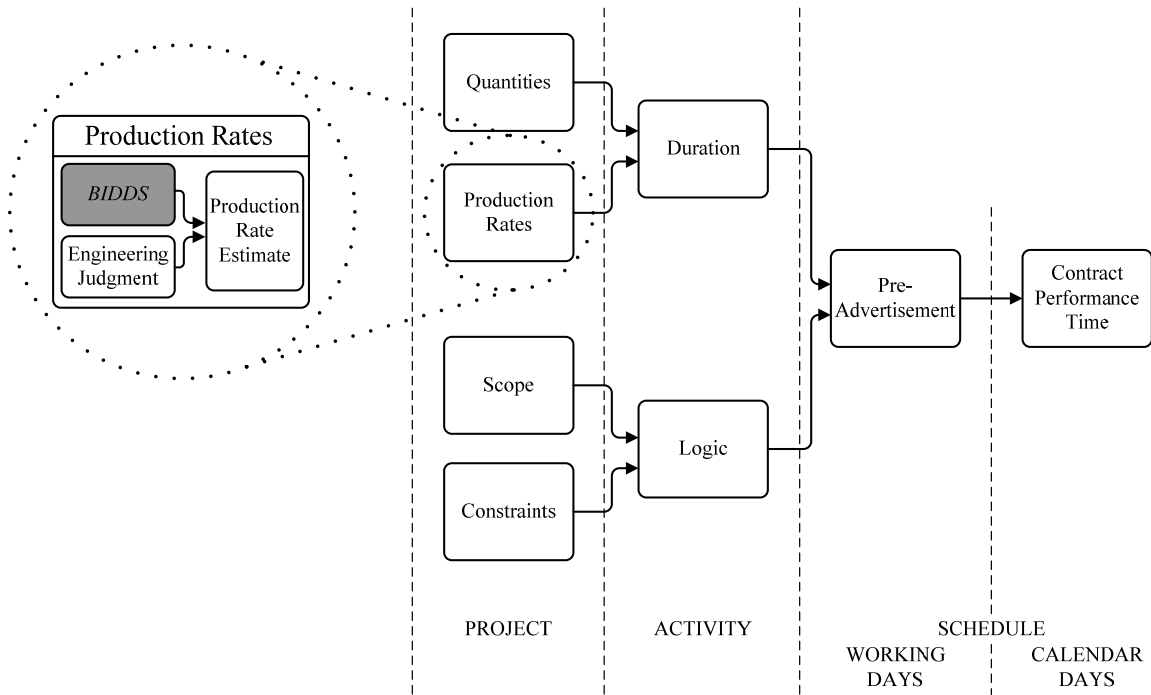 Production Rates
BIDDS
Engineering
Judgment
Production
Rate
Estimate
Quantities
Production
Rates
Scope
Constraints
Duration
Logic
Pre-
Advertisement
Contract
Performance
Time
PROJECT
ACTIVITY
SCHEDULE
WORKING
DAYS
CALENDAR
DAYS